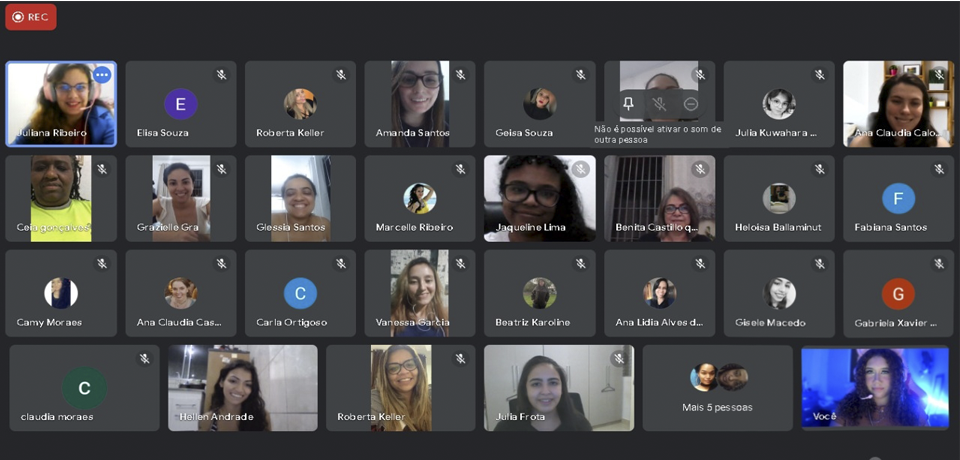 REC
Juliana Ribeiro
E
Elisa Souza
Roberta Keller
Amanda Santos
Geisa Souza
Não é possível ativar o som de
outra pessoa
Julia Kuwahara ...
Ana Claudia Calo...
Ceia gonçalves
Grazielle Gra
Glessia Santos
Marcelle Ribeiro
Jaqueline Lima
Benita Castillo q...
Heloisa Ballaminut
F
Fabiana Santos
Camy Moraes
Ana Claudia Cas...
C
Carla Ortigoso
Vanessa Garcia
Beatriz Karoline
Ana Lidia Alves d...
Gisele Macedo
G
Gabriela Xavier ...
C
claudia moraes
Hellen Andrade
Roberta Keller
Julia Frota
Mais 5 pessoas
Você